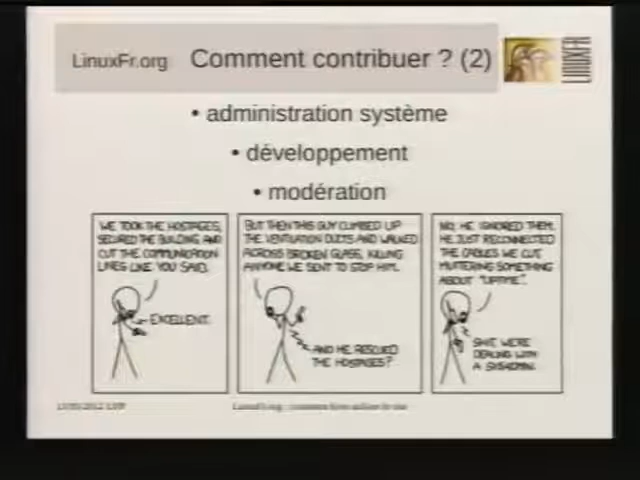 LinuxFr.org Comment contribuer ? (2)
LINUXFR
• administration système
• développement
• modération
WE TOOK THE HOSTAGES,
SECURED THE BUILDING AND
CUT THE COMMUNICATION
LINES LIKE YOU SAID.
EXCELLENT.
BUT THEN THIS GUY CLIMBED UP
THE VENTILATION DUCTS AND WALKED
ACROSS BROKEN GLASS, KILLING
ANYONE WE SENT TO STOP HIM.
AND HE RESCUED
THE HOSTAGES?
NO, HE IGNORED THEM.
HE JUST RECONNECTED
THE CABLES WE CUT
MUTTERING SOMETHING
ABOUT "UPTIME".
SHIT, WE'RE
DEALING WITH
A SYSADMIN.
LinuxFr.org